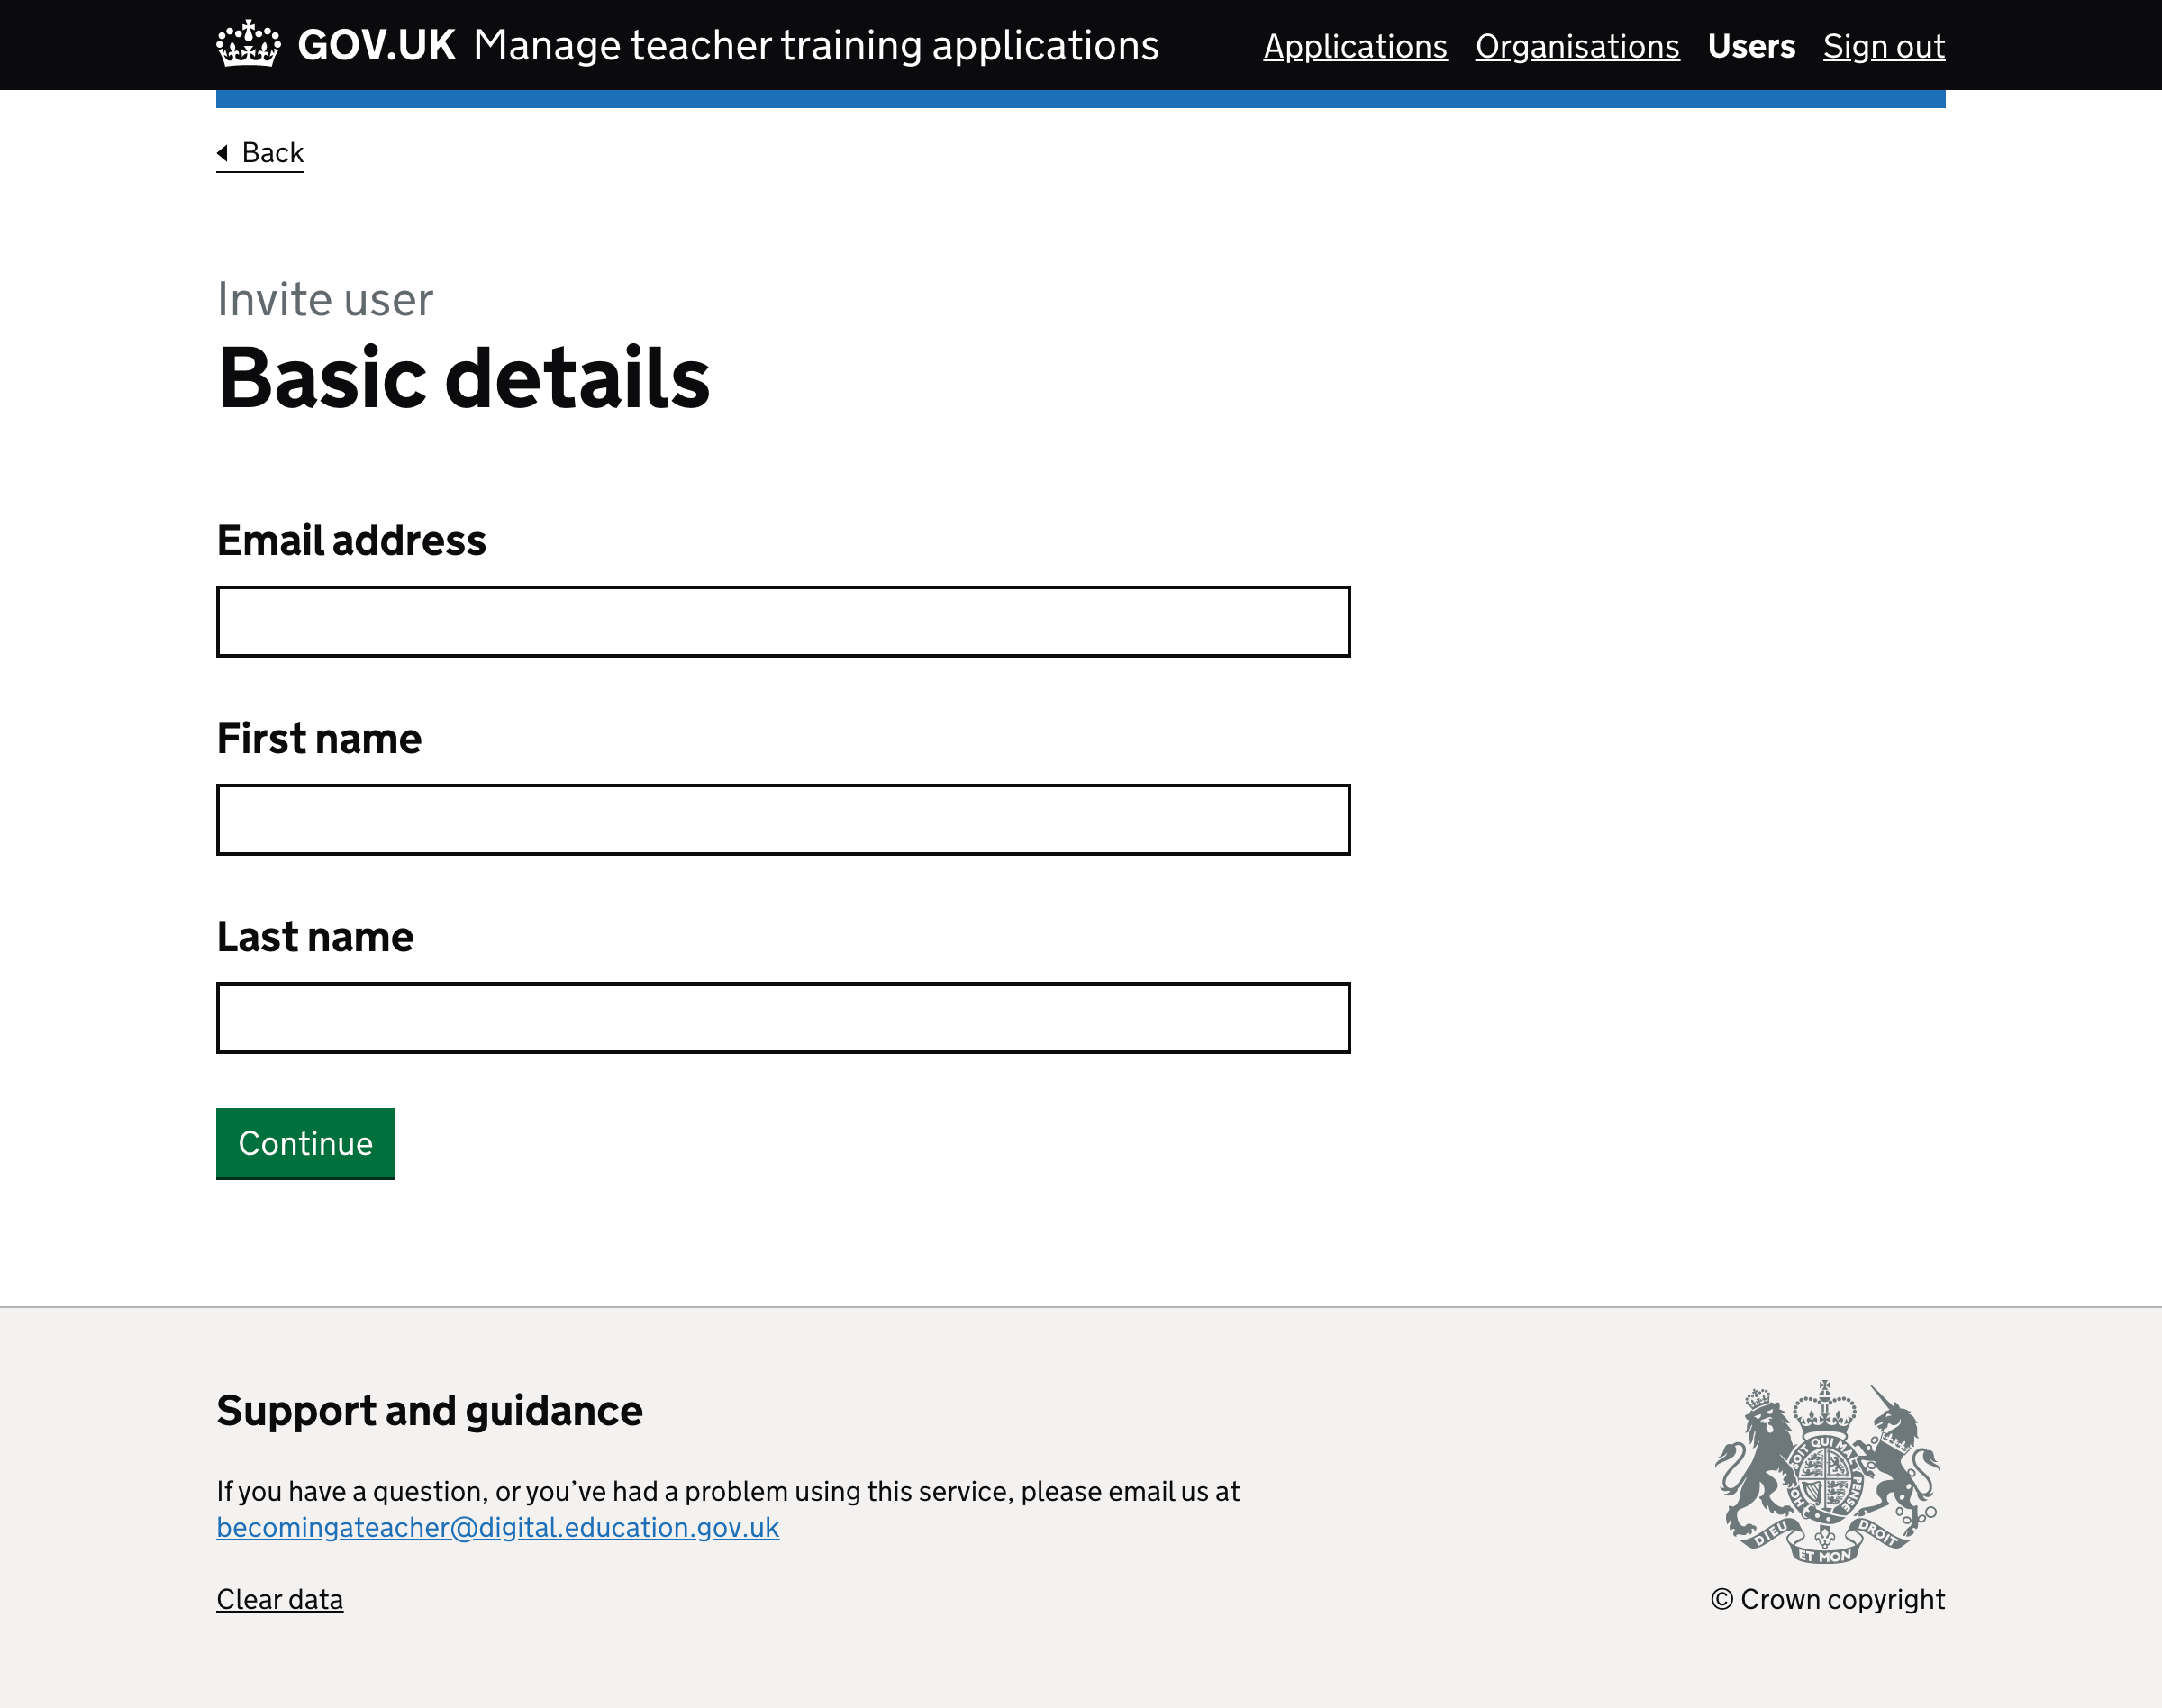 GOV.UK Manage teacher training applications Applications Organisations Users Sign out
Back
Invite user
Basic details
Email address
First name
Last name
Continue
Support and guidance
If you have a question, or you’ve had a problem using this service, please email us at
becomingateacher@digital.education.gov.uk
Clear data
SOIT QUI MAL Y PENSE
HO
DIEU ET MON DROIT
© Crown copyright